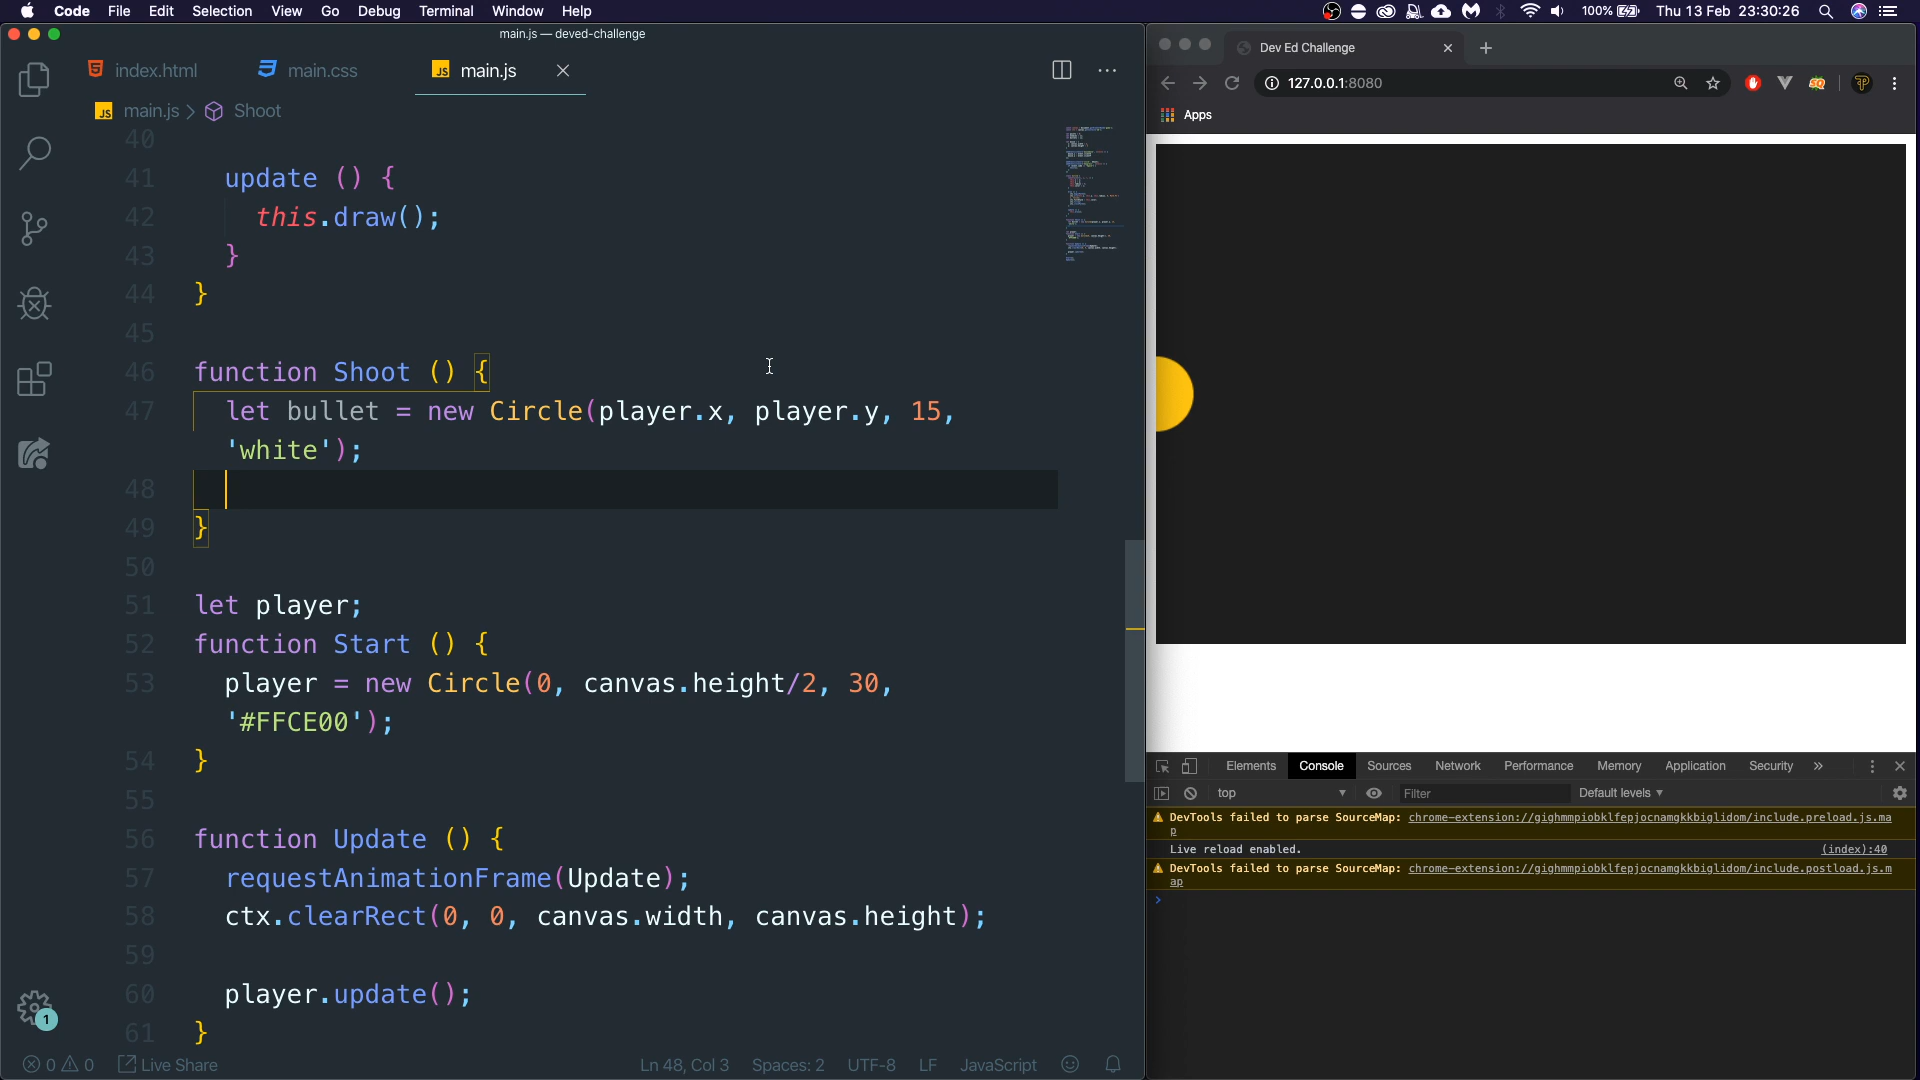 Code File Edit Selection View Go Debug Terminal Window Help
100% Thu 13 Feb 23:30:26
main.js — deved-challenge
index.html main.css JS main.js
JS main.js > Shoot
40
41 update () {
42 this.draw();
43 }
44 }
45
46 function Shoot () {
47 let bullet = new Circle(player.x, player.y, 15,
'white');
48
49 }
50
51 let player;
52 function Start () {
53 player = new Circle(0, canvas.height/2, 30,
'#FFCE00');
54 }
55
56 function Update () {
57 requestAnimationFrame(Update);
58 ctx.clearRect(0, 0, canvas.width, canvas.height);
59
60 player.update();
61 }
1
0 0 Live Share Ln 48, Col 3 Spaces: 2 UTF-8 LF JavaScript
Dev Ed Challenge
127.0.0.1:8080
Apps
Elements Console Sources Network Performance Memory Application Security »
top Filter Default levels
DevTools failed to parse SourceMap: chrome-extension://gighmmpiobklfepjocnamgkkbiglidom/include.preload.js.ma
p
Live reload enabled. (index):40
DevTools failed to parse SourceMap: chrome-extension://gighmmpiobklfepjocnamgkkbiglidom/include.postload.js.m
ap
>